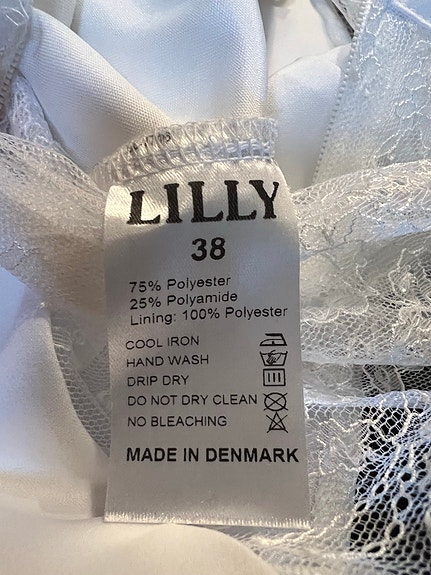 LILLY
38
75% Polyester
25% Polyamide
Lining: 100% Polyester
COOL IRON
HAND WASH
DRIP DRY
DO NOT DRY CLEAN
NO BLEACHING
MADE IN DENMARK